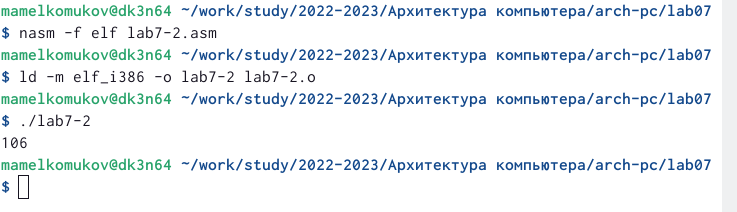 mamelkomukov@dk3n64 ~/work/study/2022-2023/Архитектура компьютера/arch-pc/lab07
$ nasm -f elf lab7-2.asm
mamelkomukov@dk3n64 ~/work/study/2022-2023/Архитектура компьютера/arch-pc/lab07
$ ld -m elf_i386 -o lab7-2 lab7-2.o
mamelkomukov@dk3n64 ~/work/study/2022-2023/Архитектура компьютера/arch-pc/lab07
$ ./lab7-2
106
mamelkomukov@dk3n64 ~/work/study/2022-2023/Архитектура компьютера/arch-pc/lab07
$